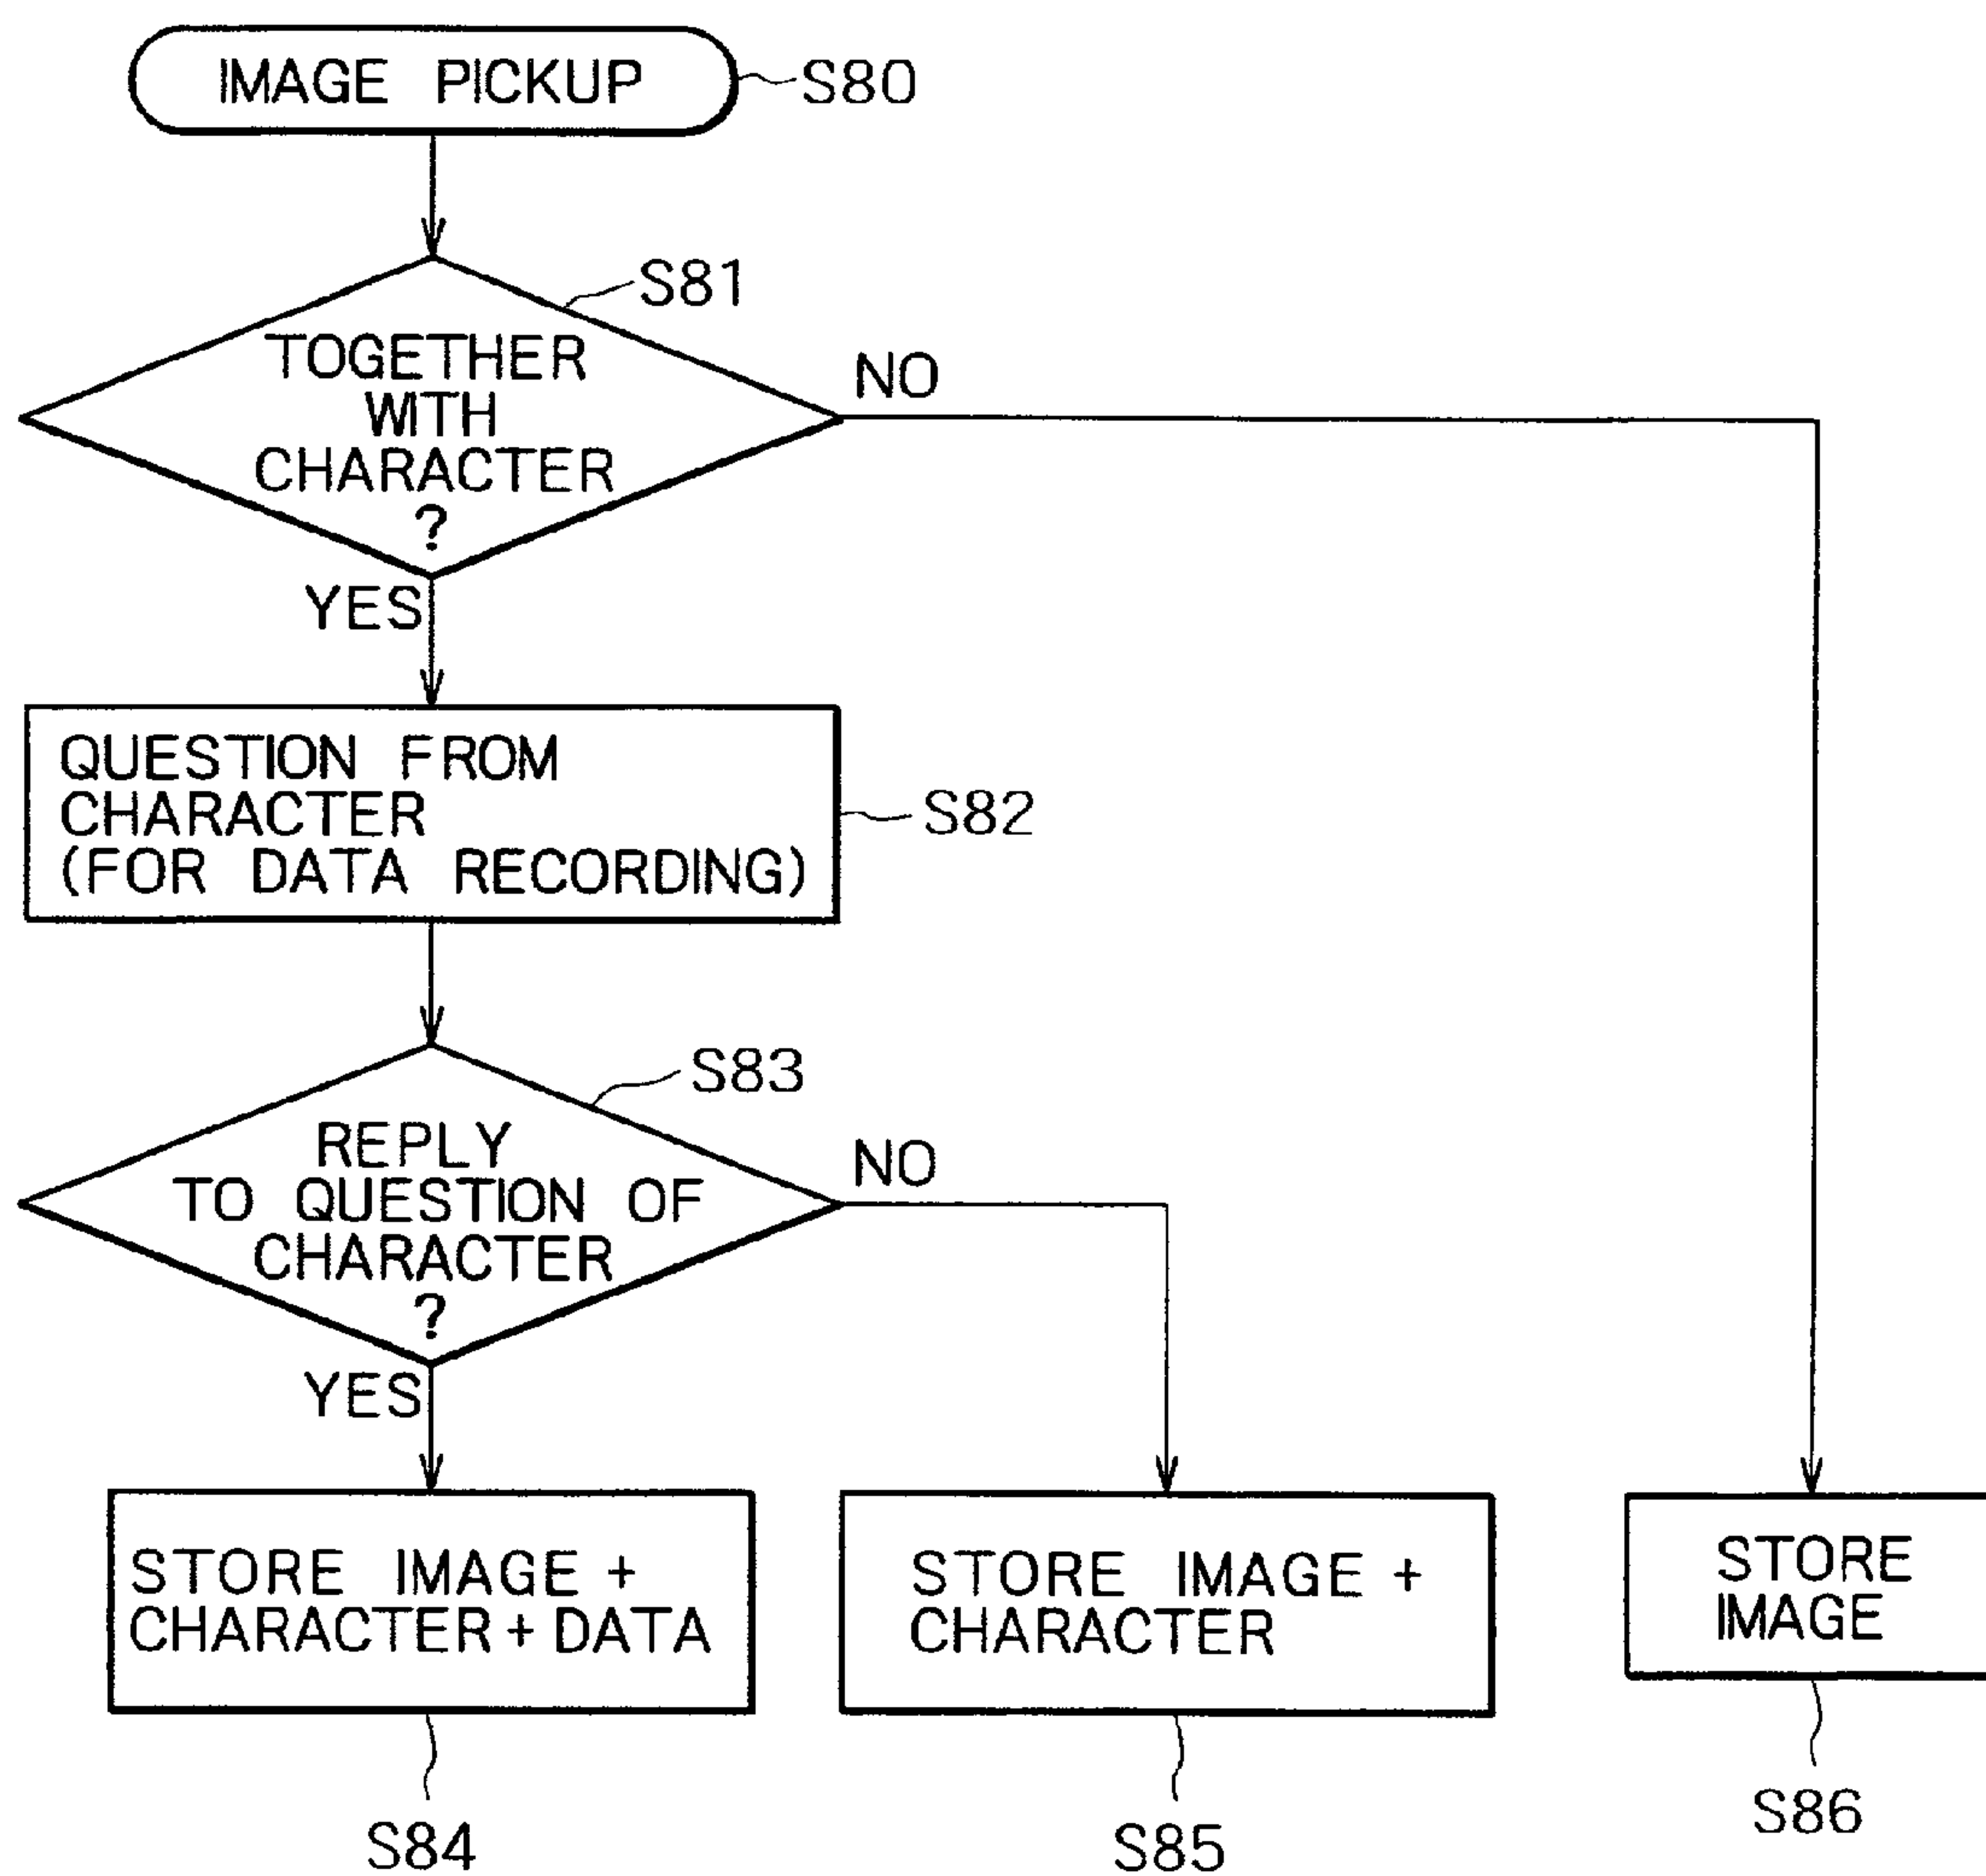 IMAGE PICKUP
S80
S81
TOGETHER
WITH
CHARACTER
?
NO
YES
QUESTION FROM
CHARACTER
(FOR DATA RECORDING)
S82
S83
REPLY
TO QUESTION OF
CHARACTER
?
NO
YES
STORE IMAGE +
CHARACTER + DATA
STORE IMAGE +
CHARACTER
STORE
IMAGE
S84
S85
S86